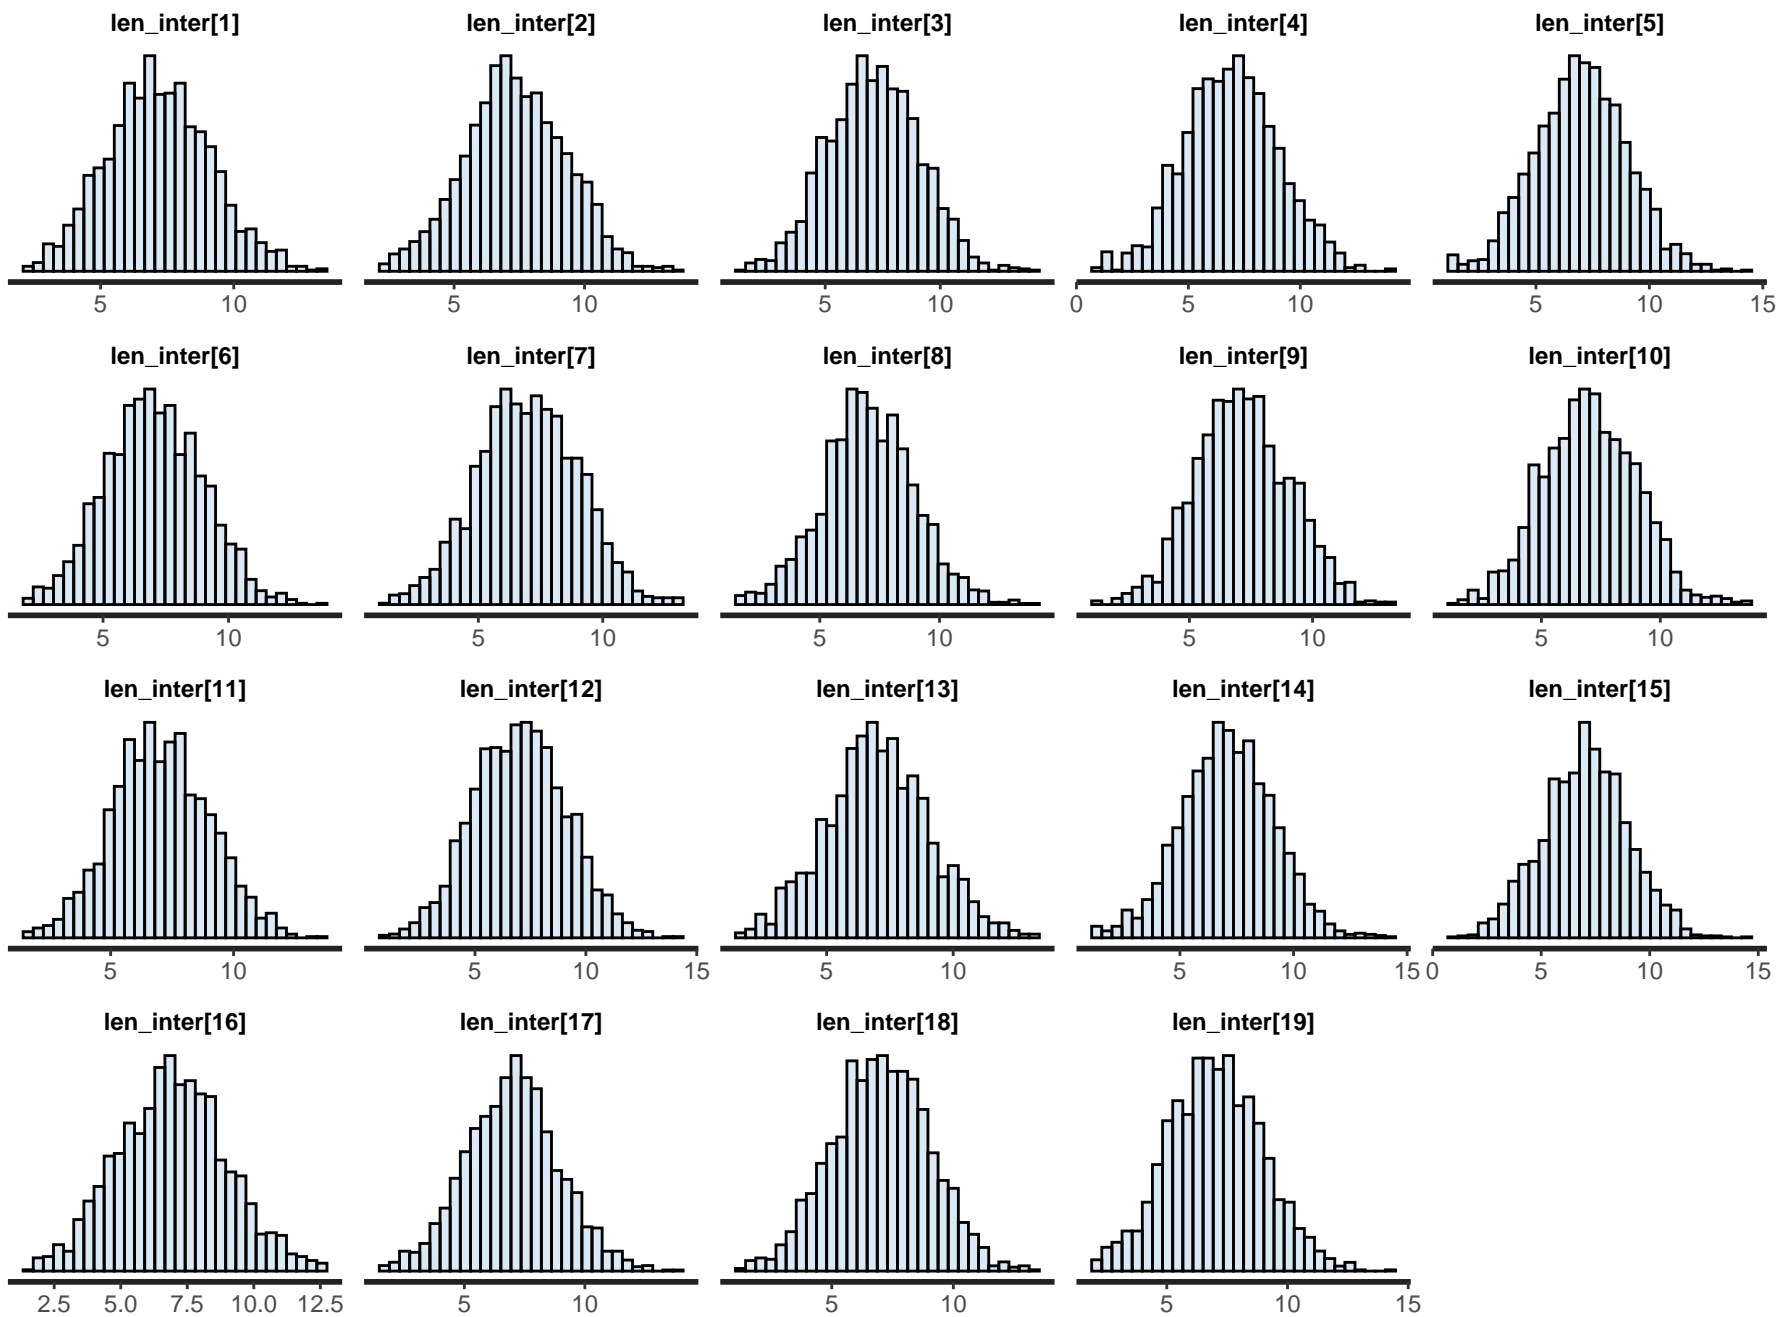 len_inter[1] len_inter[2] len_inter[3] len_inter[4] len_inter[5]
5 10 5 10 5 10 0 5 10 5 10 15
len_inter[6] len_inter[7] len_inter[8] len_inter[9] len_inter[10]
5 10 5 10 5 10 5 10 5 10
len_inter[11] len_inter[12] len_inter[13] len_inter[14] len_inter[15]
5 10 5 10 15 5 10 5 10 15 0 5 10 15
len_inter[16] len_inter[17] len_inter[18] len_inter[19]
2.5 5.0 7.5 10.0 12.5 5 10 5 10 5 10 15